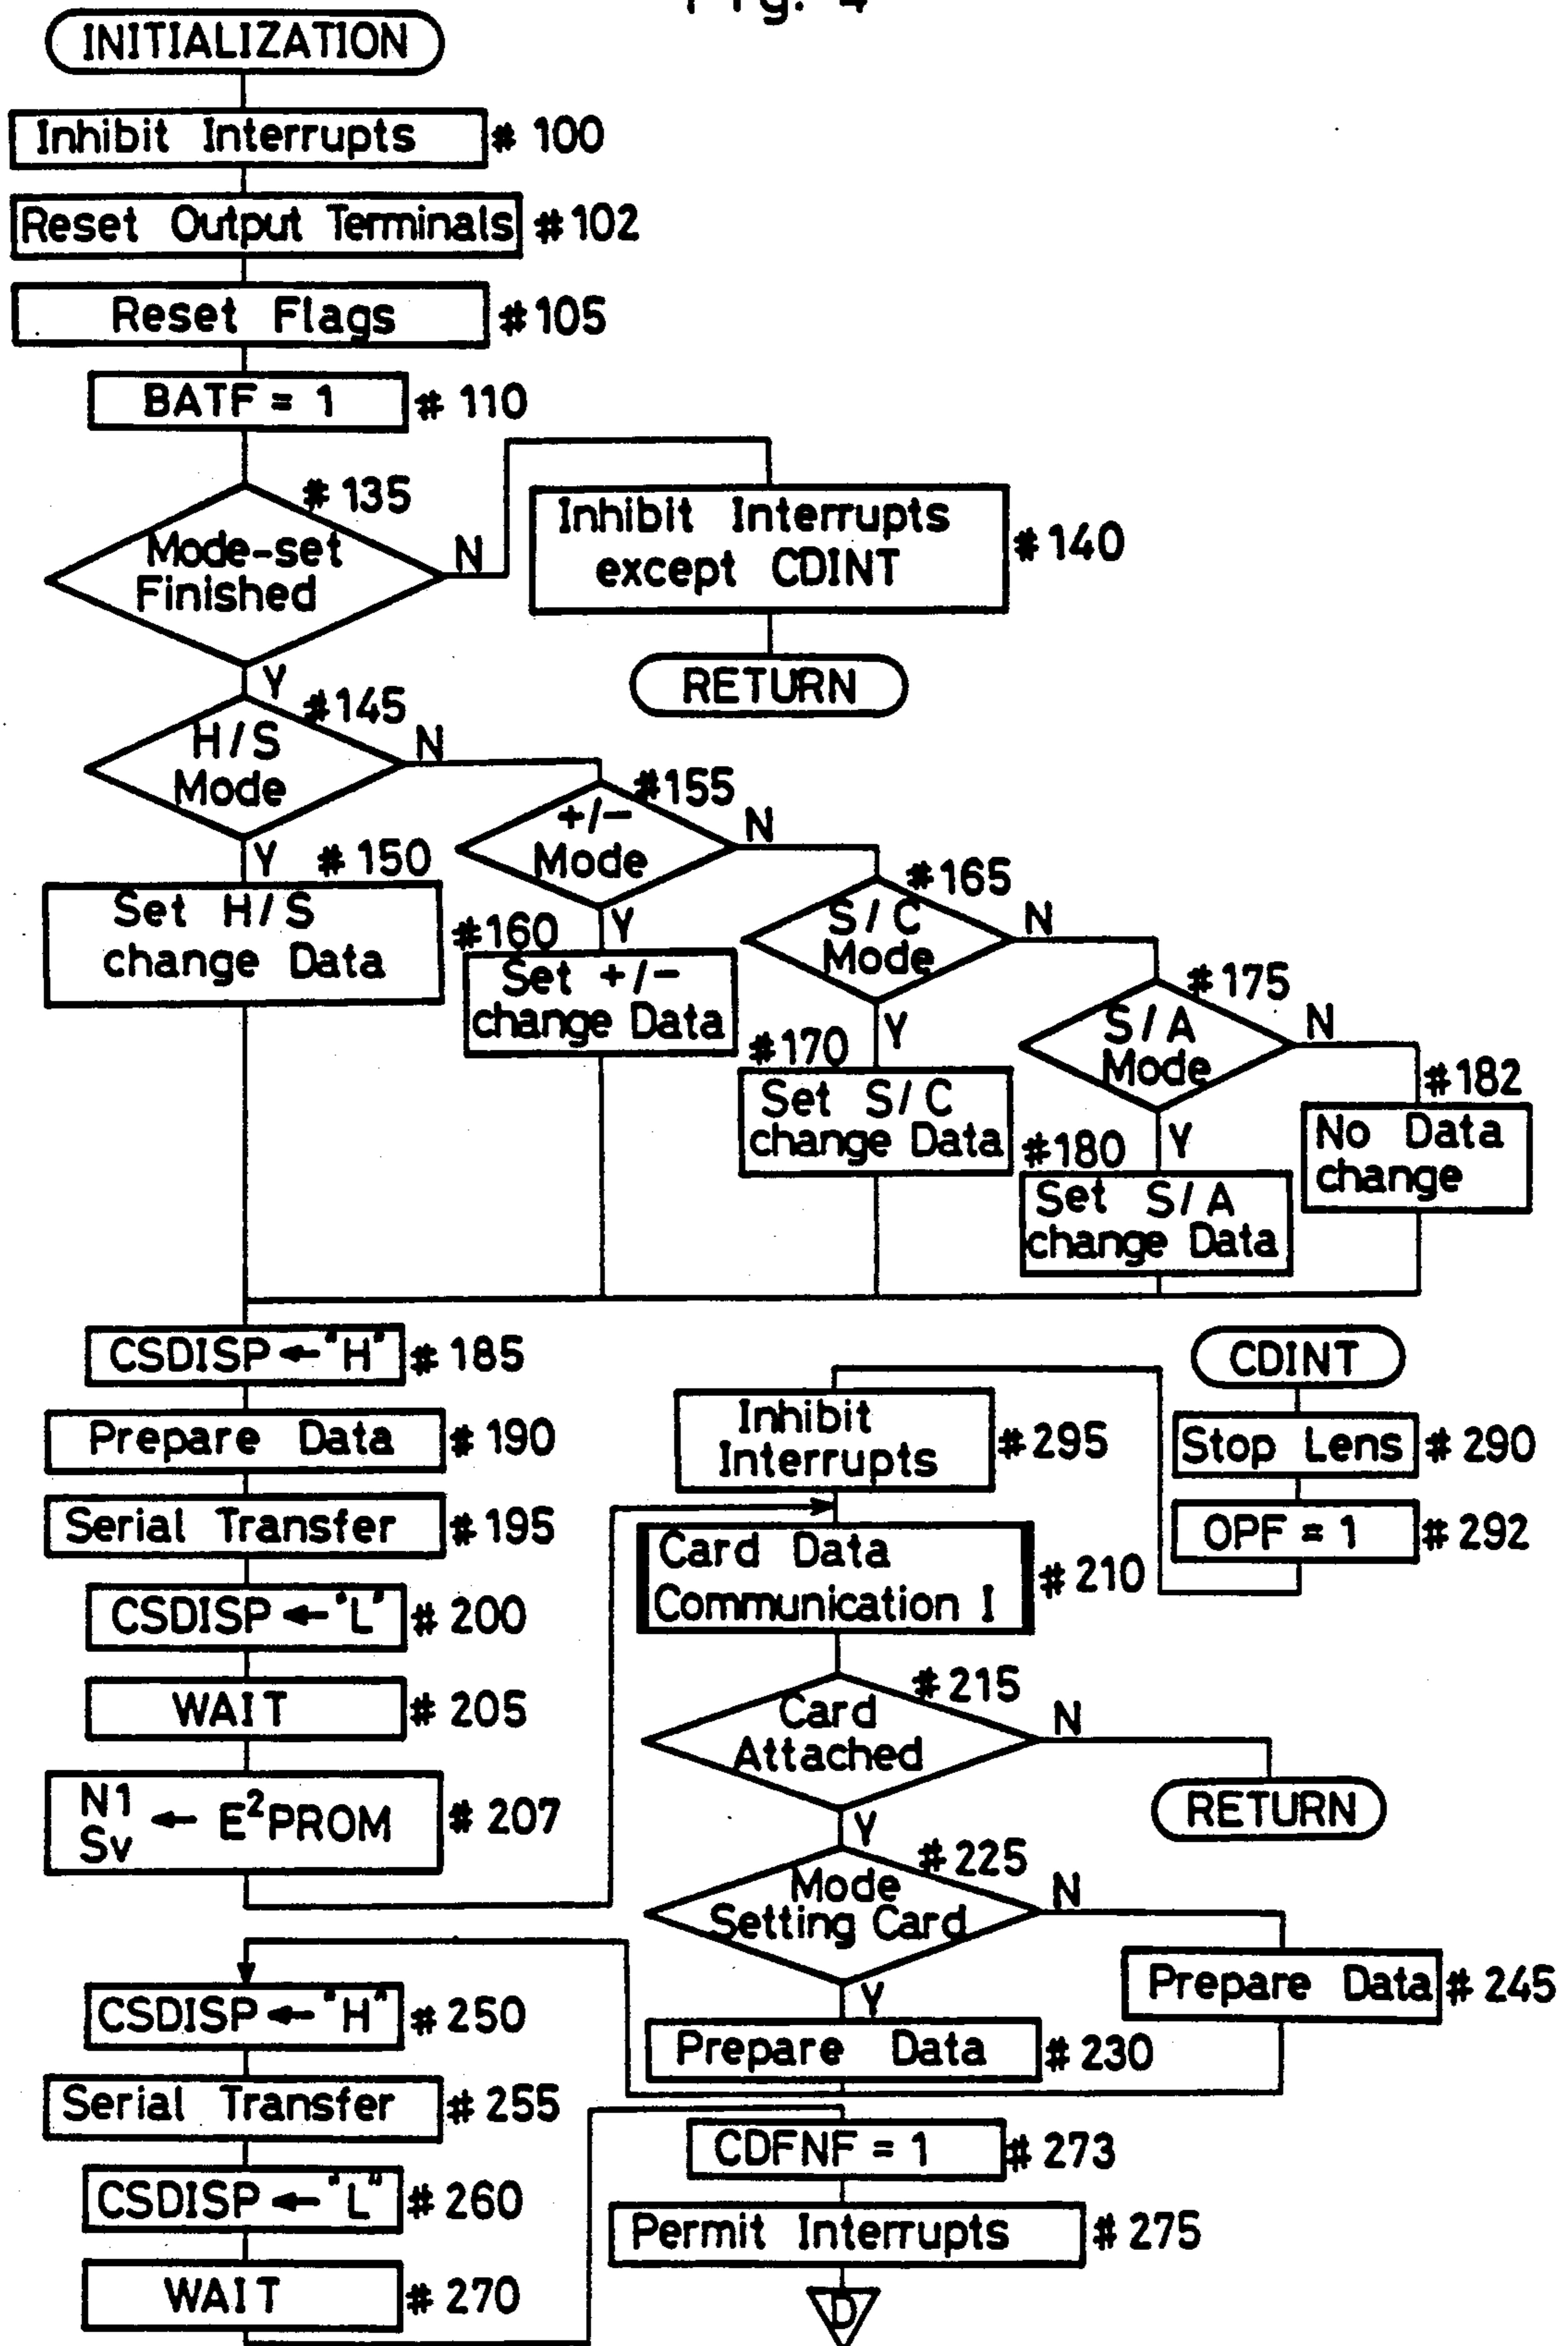 Fig. 4
INITIALIZATION
Inhibit Interrupts # 100
Reset Output Terminals # 102
Reset Flags # 105
BATF = 1 # 110
# 135
Mode-set
Finished
N
Y
Inhibit Interrupts
except CDINT
# 140
RETURN
# 145
H/S
Mode
N
Y # 150
Set H/S
change Data
# 155
+/-
Mode
N
Y
# 160
Set +/-
change Data
# 165
S/C
Mode
N
Y
# 170
Set S/C
change Data
# 175
S/A
Mode
N
Y
# 180
Set S/A
change Data
# 182
No Data
change
CSDISP ← "H" # 185
Prepare Data # 190
Serial Transfer # 195
CSDISP ← "L" # 200
WAIT # 205
N1
Sv ← E²PROM # 207
CDINT
Stop Lens # 290
OPF = 1 # 292
Inhibit
Interrupts
# 295
Card Data
Communication I
# 210
# 215
Card
Attached
N
Y
RETURN
# 225
Mode
Setting Card
N
Y
Prepare Data # 245
Prepare Data # 230
CSDISP ← "H" # 250
Serial Transfer # 255
CSDISP ← "L" # 260
WAIT # 270
CDFNF = 1 # 273
Permit Interrupts # 275
D